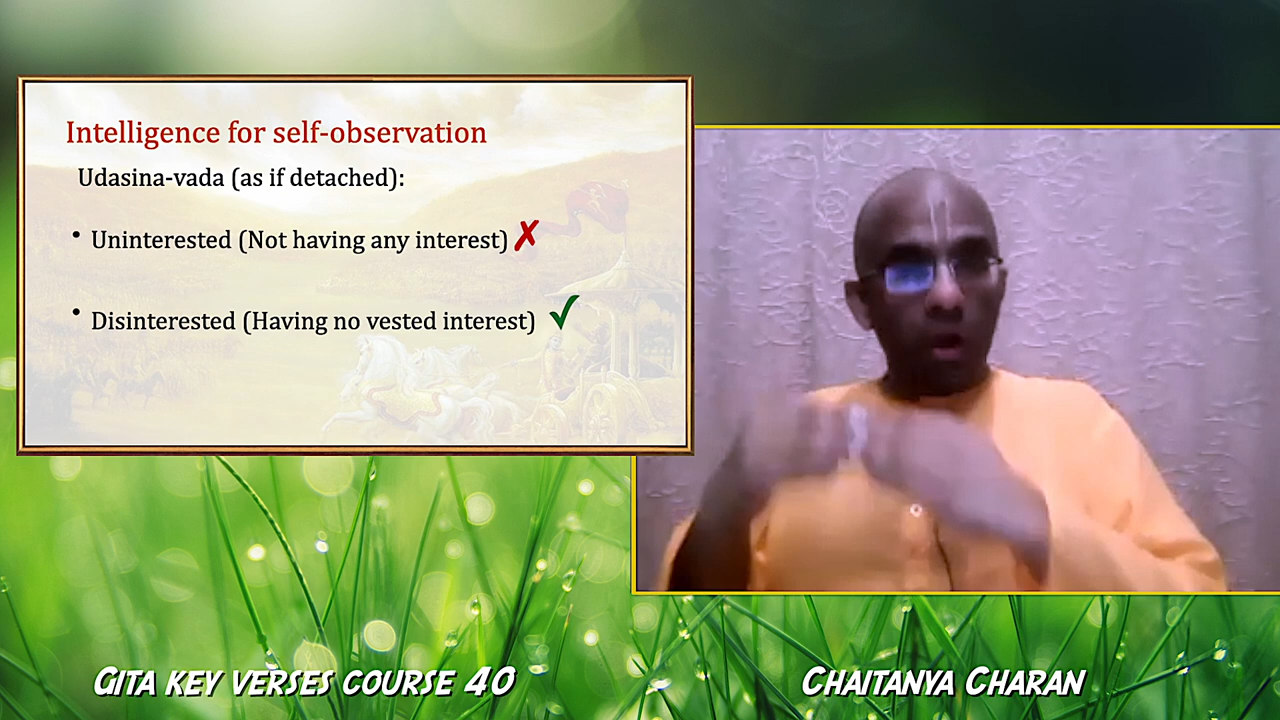 Intelligence for self-observation
Udasina-vada (as if detached):
• Uninterested (Not having any interest) ✗
• Disinterested (Having no vested interest) ✓
Gita key verses course 40
Chaitanya Charan